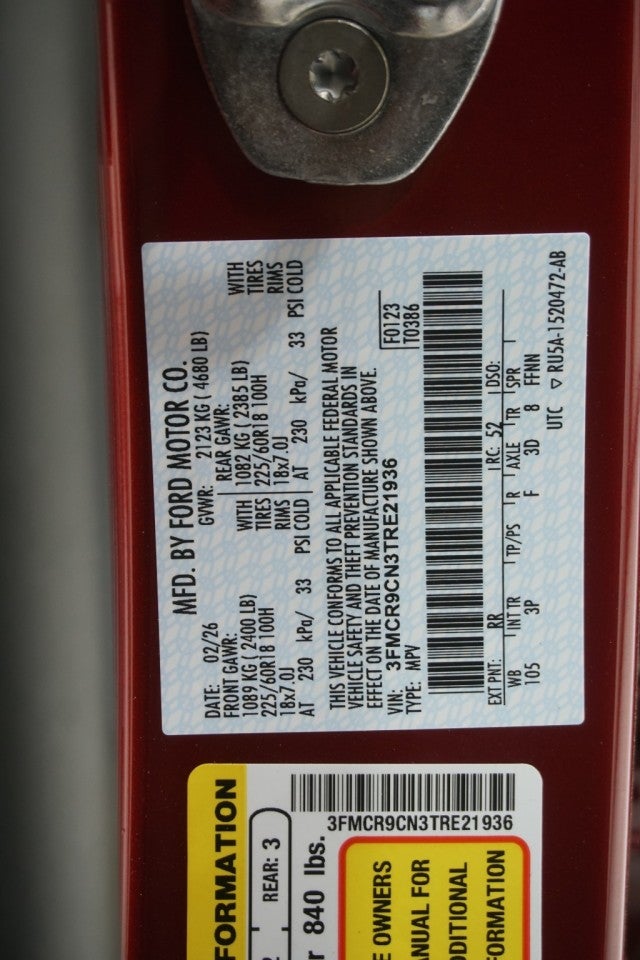 MFD. BY FORD MOTOR CO.
DATE: 02/26 GVWR: 2123 KG ( 4680 LB)
FRONT GAWR: REAR GAWR:
1089 KG ( 2400 LB) WITH 1082 KG ( 2385 LB) WITH
225/60R18 100H TIRES 225/60R18 100H TIRES
18x7.0J RIMS 18x7.0J RIMS
AT 230 kPa/ 33 PSI COLD AT 230 kPa/ 33 PSI COLD
THIS VEHICLE CONFORMS TO ALL APPLICABLE FEDERAL MOTOR
VEHICLE SAFETY AND THEFT PREVENTION STANDARDS IN
EFFECT ON THE DATE OF MANUFACTURE SHOWN ABOVE.
VIN: 3FMCR9CN3TRE21936 F0123
TYPE: MPV T0386
EXT PNT: RR RC: 52 DSO:
WB INT TR TP/PS R AXLE TR SPR
105 3P F 3D 8 FFNN
UTC ▽ RU5A-1520472-AB
FORMATION
REAR: 3
r 840 lbs.
3FMCR9CN3TRE21936
E OWNERS
ANUAL FOR
DDITIONAL
FORMATION